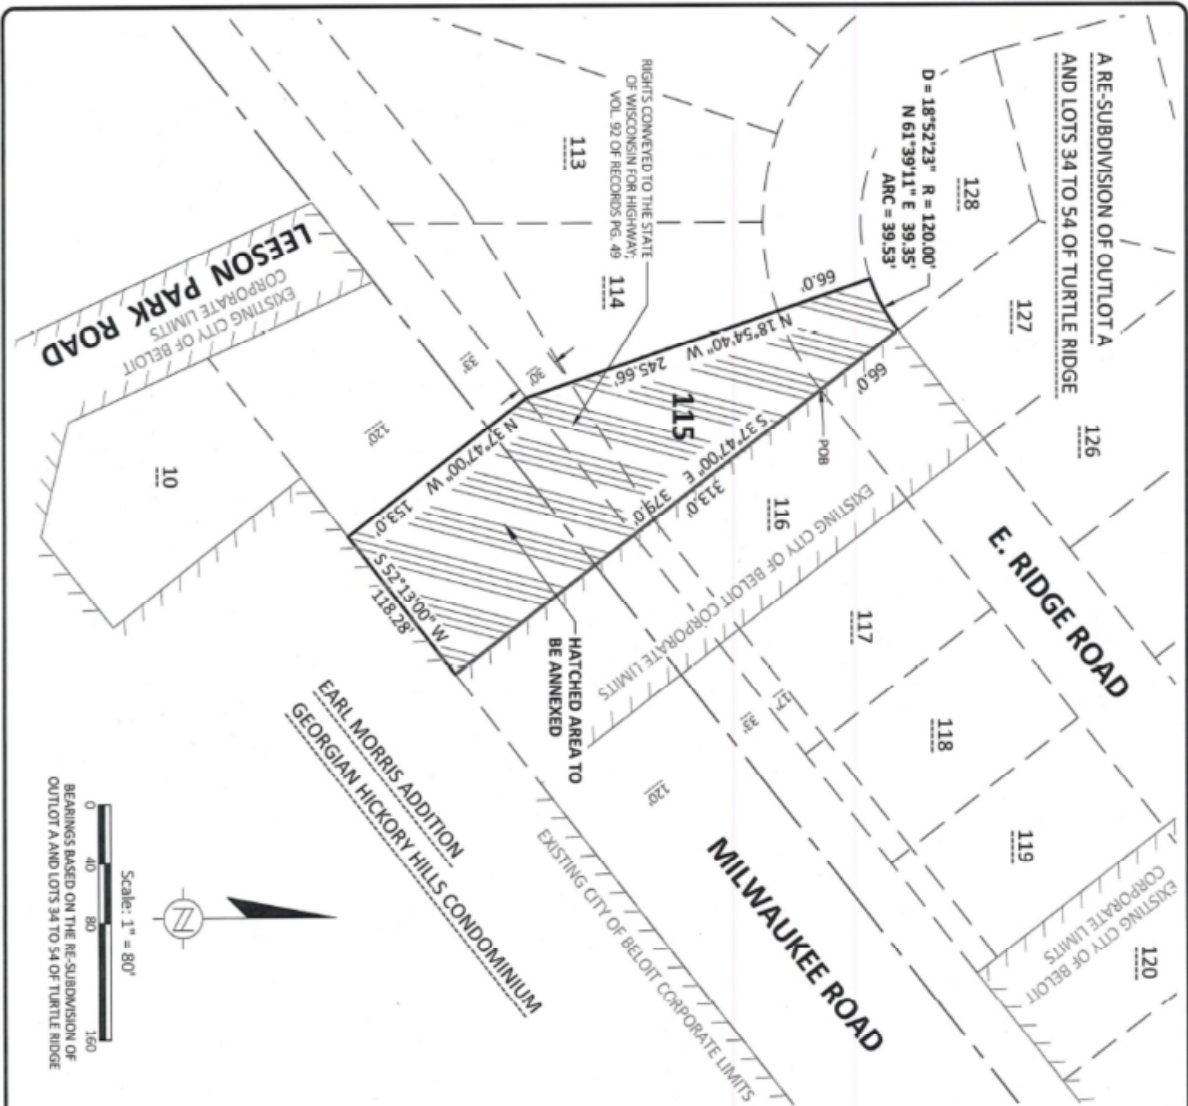 A RE-SUBDIVISION OF OUTLOT A
AND LOTS 34 TO 54 OF TURTLE RIDGE
D = 18°52'23" R = 120.00'
N 61°39'11" E 39.35'
ARC = 39.53'
128
127
126
E. RIDGE ROAD
RIGHTS CONVEYED TO THE STATE
OF WISCONSIN FOR HIGHWAY;
VOL. 92 OF RECORDS PG. 49
113
114
115
116
117
118
119
120
66.0'
N 18°54'40" W
245.66'
66.0'
POB
S 37°47'00" E
379.0'
313.0'
N 37°47'00" W
153.0'
S 52°13'00" W
118.28'
33'
30'
120'
17'
35'
120'
EXISTING CITY OF BELOIT CORPORATE LIMITS
EXISTING CITY OF BELOIT
CORPORATE LIMITS
HATCHED AREA TO
BE ANNEXED
MILWAUKEE ROAD
LEESON PARK ROAD
EXISTING CITY OF BELOIT
CORPORATE LIMITS
10
EXISTING CITY OF BELOIT CORPORATE LIMITS
EARL MORRIS ADDITION
GEORGIAN HICKORY HILLS CONDOMINIUM
N
Scale: 1" = 80'
0 40 80 160
BEARINGS BASED ON THE RE-SUBDIVISION OF
OUTLOT A AND LOTS 34 TO 54 OF TURTLE RIDGE